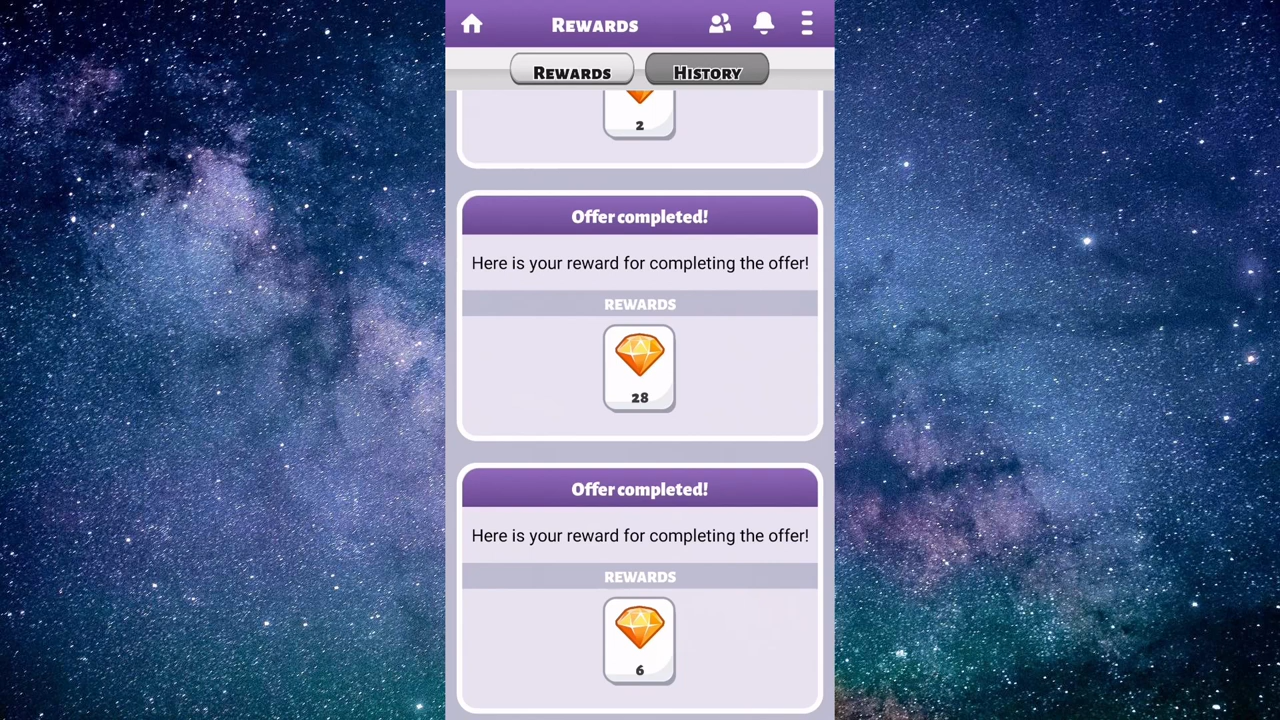 Rewards
Rewards
History
2
Offer completed!
Here is your reward for completing the offer!
REWARDS
28
Offer completed!
Here is your reward for completing the offer!
REWARDS
6